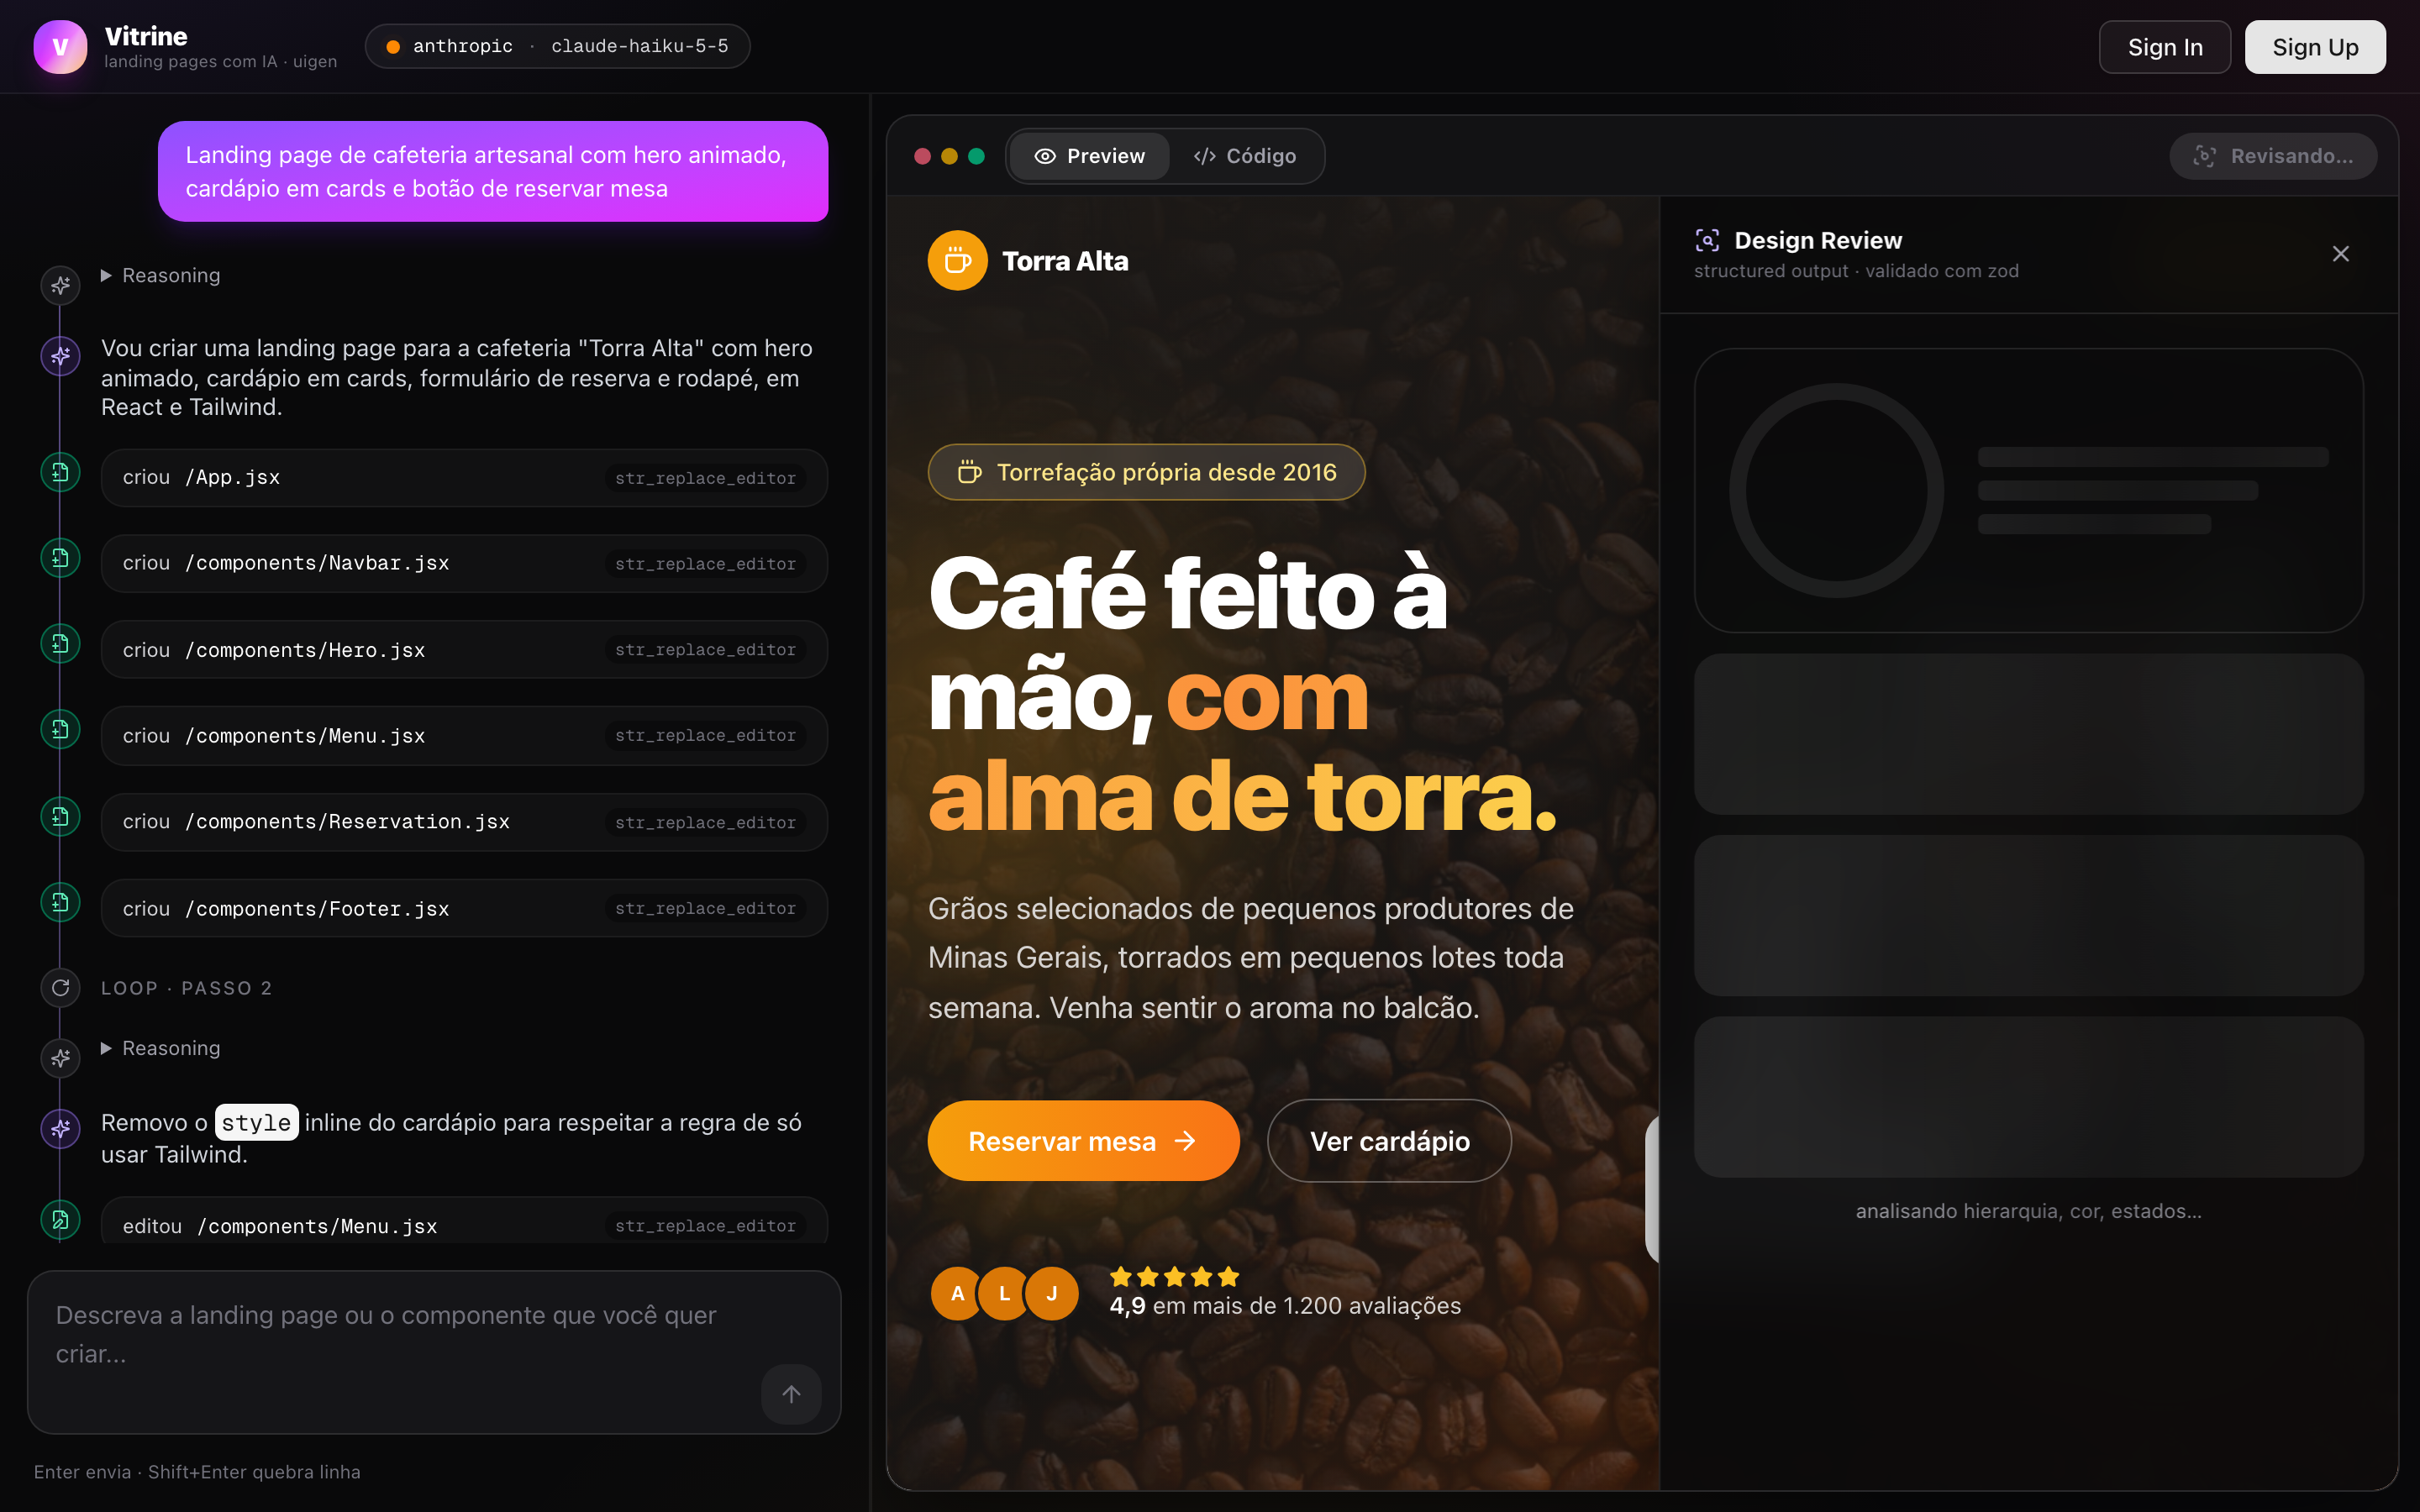 V
Vitrine
landing pages com IA · uigen
anthropic · claude-haiku-5-5
Sign In
Sign Up
Landing page de cafeteria artesanal com hero animado,
cardápio em cards e botão de reservar mesa
Reasoning
Vou criar uma landing page para a cafeteria "Torra Alta" com hero
animado, cardápio em cards, formulário de reserva e rodapé, em
React e Tailwind.
criou /App.jsx str_replace_editor
criou /components/Navbar.jsx str_replace_editor
criou /components/Hero.jsx str_replace_editor
criou /components/Menu.jsx str_replace_editor
criou /components/Reservation.jsx str_replace_editor
criou /components/Footer.jsx str_replace_editor
LOOP · PASSO 2
Reasoning
Removo o style inline do cardápio para respeitar a regra de só
usar Tailwind.
editou /components/Menu.jsx str_replace_editor
Descreva a landing page ou o componente que você quer
criar...
Enter envia · Shift+Enter quebra linha
Preview
Código
Revisando...
Torra Alta
Torrefação própria desde 2016
Café feito à
mão, com
alma de torra.
Grãos selecionados de pequenos produtores de
Minas Gerais, torrados em pequenos lotes toda
semana. Venha sentir o aroma no balcão.
Reservar mesa
Ver cardápio
A L J
4,9 em mais de 1.200 avaliações
Design Review
structured output · validado com zod
analisando hierarquia, cor, estados...